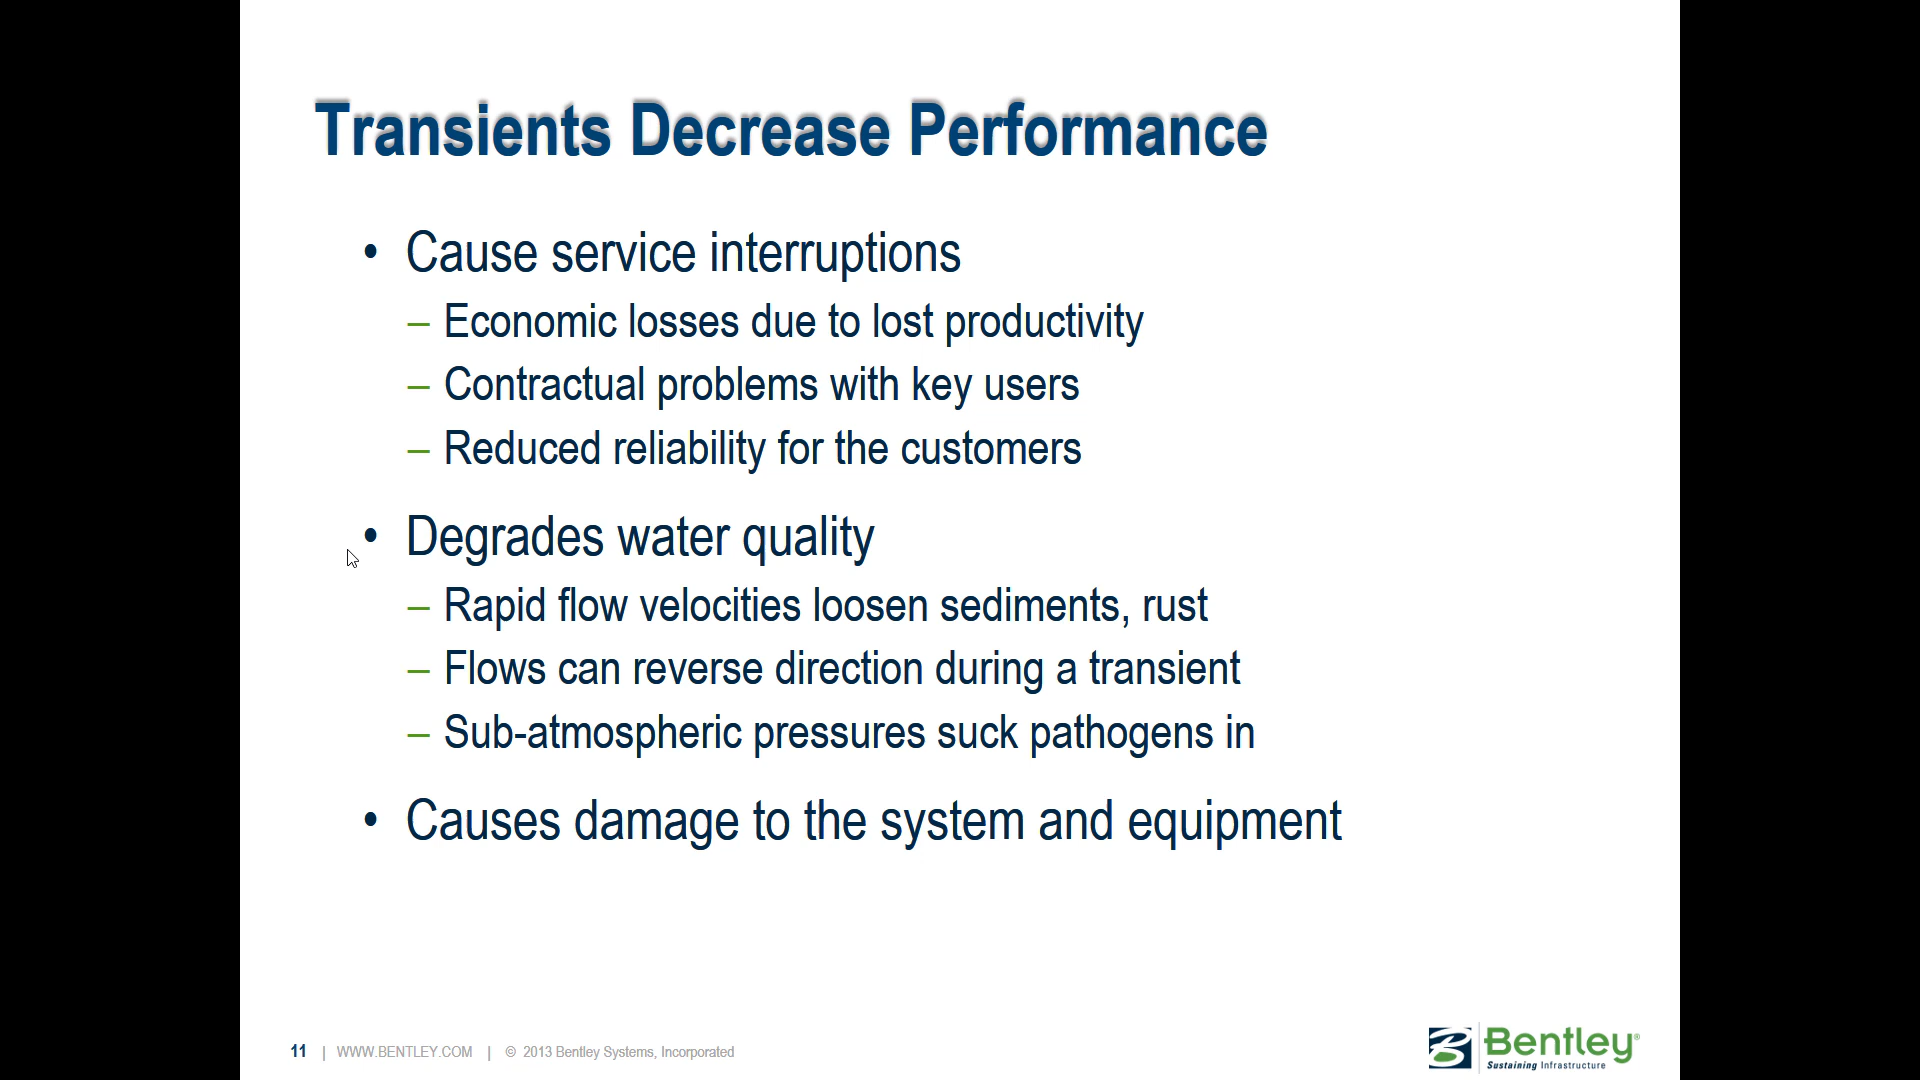 Transients Decrease Performance
• Cause service interruptions
– Economic losses due to lost productivity
– Contractual problems with key users
– Reduced reliability for the customers
• Degrades water quality
– Rapid flow velocities loosen sediments, rust
– Flows can reverse direction during a transient
– Sub-atmospheric pressures suck pathogens in
• Causes damage to the system and equipment
11 | WWW.BENTLEY.COM | © 2013 Bentley Systems, Incorporated
Bentley®
Sustaining Infrastructure